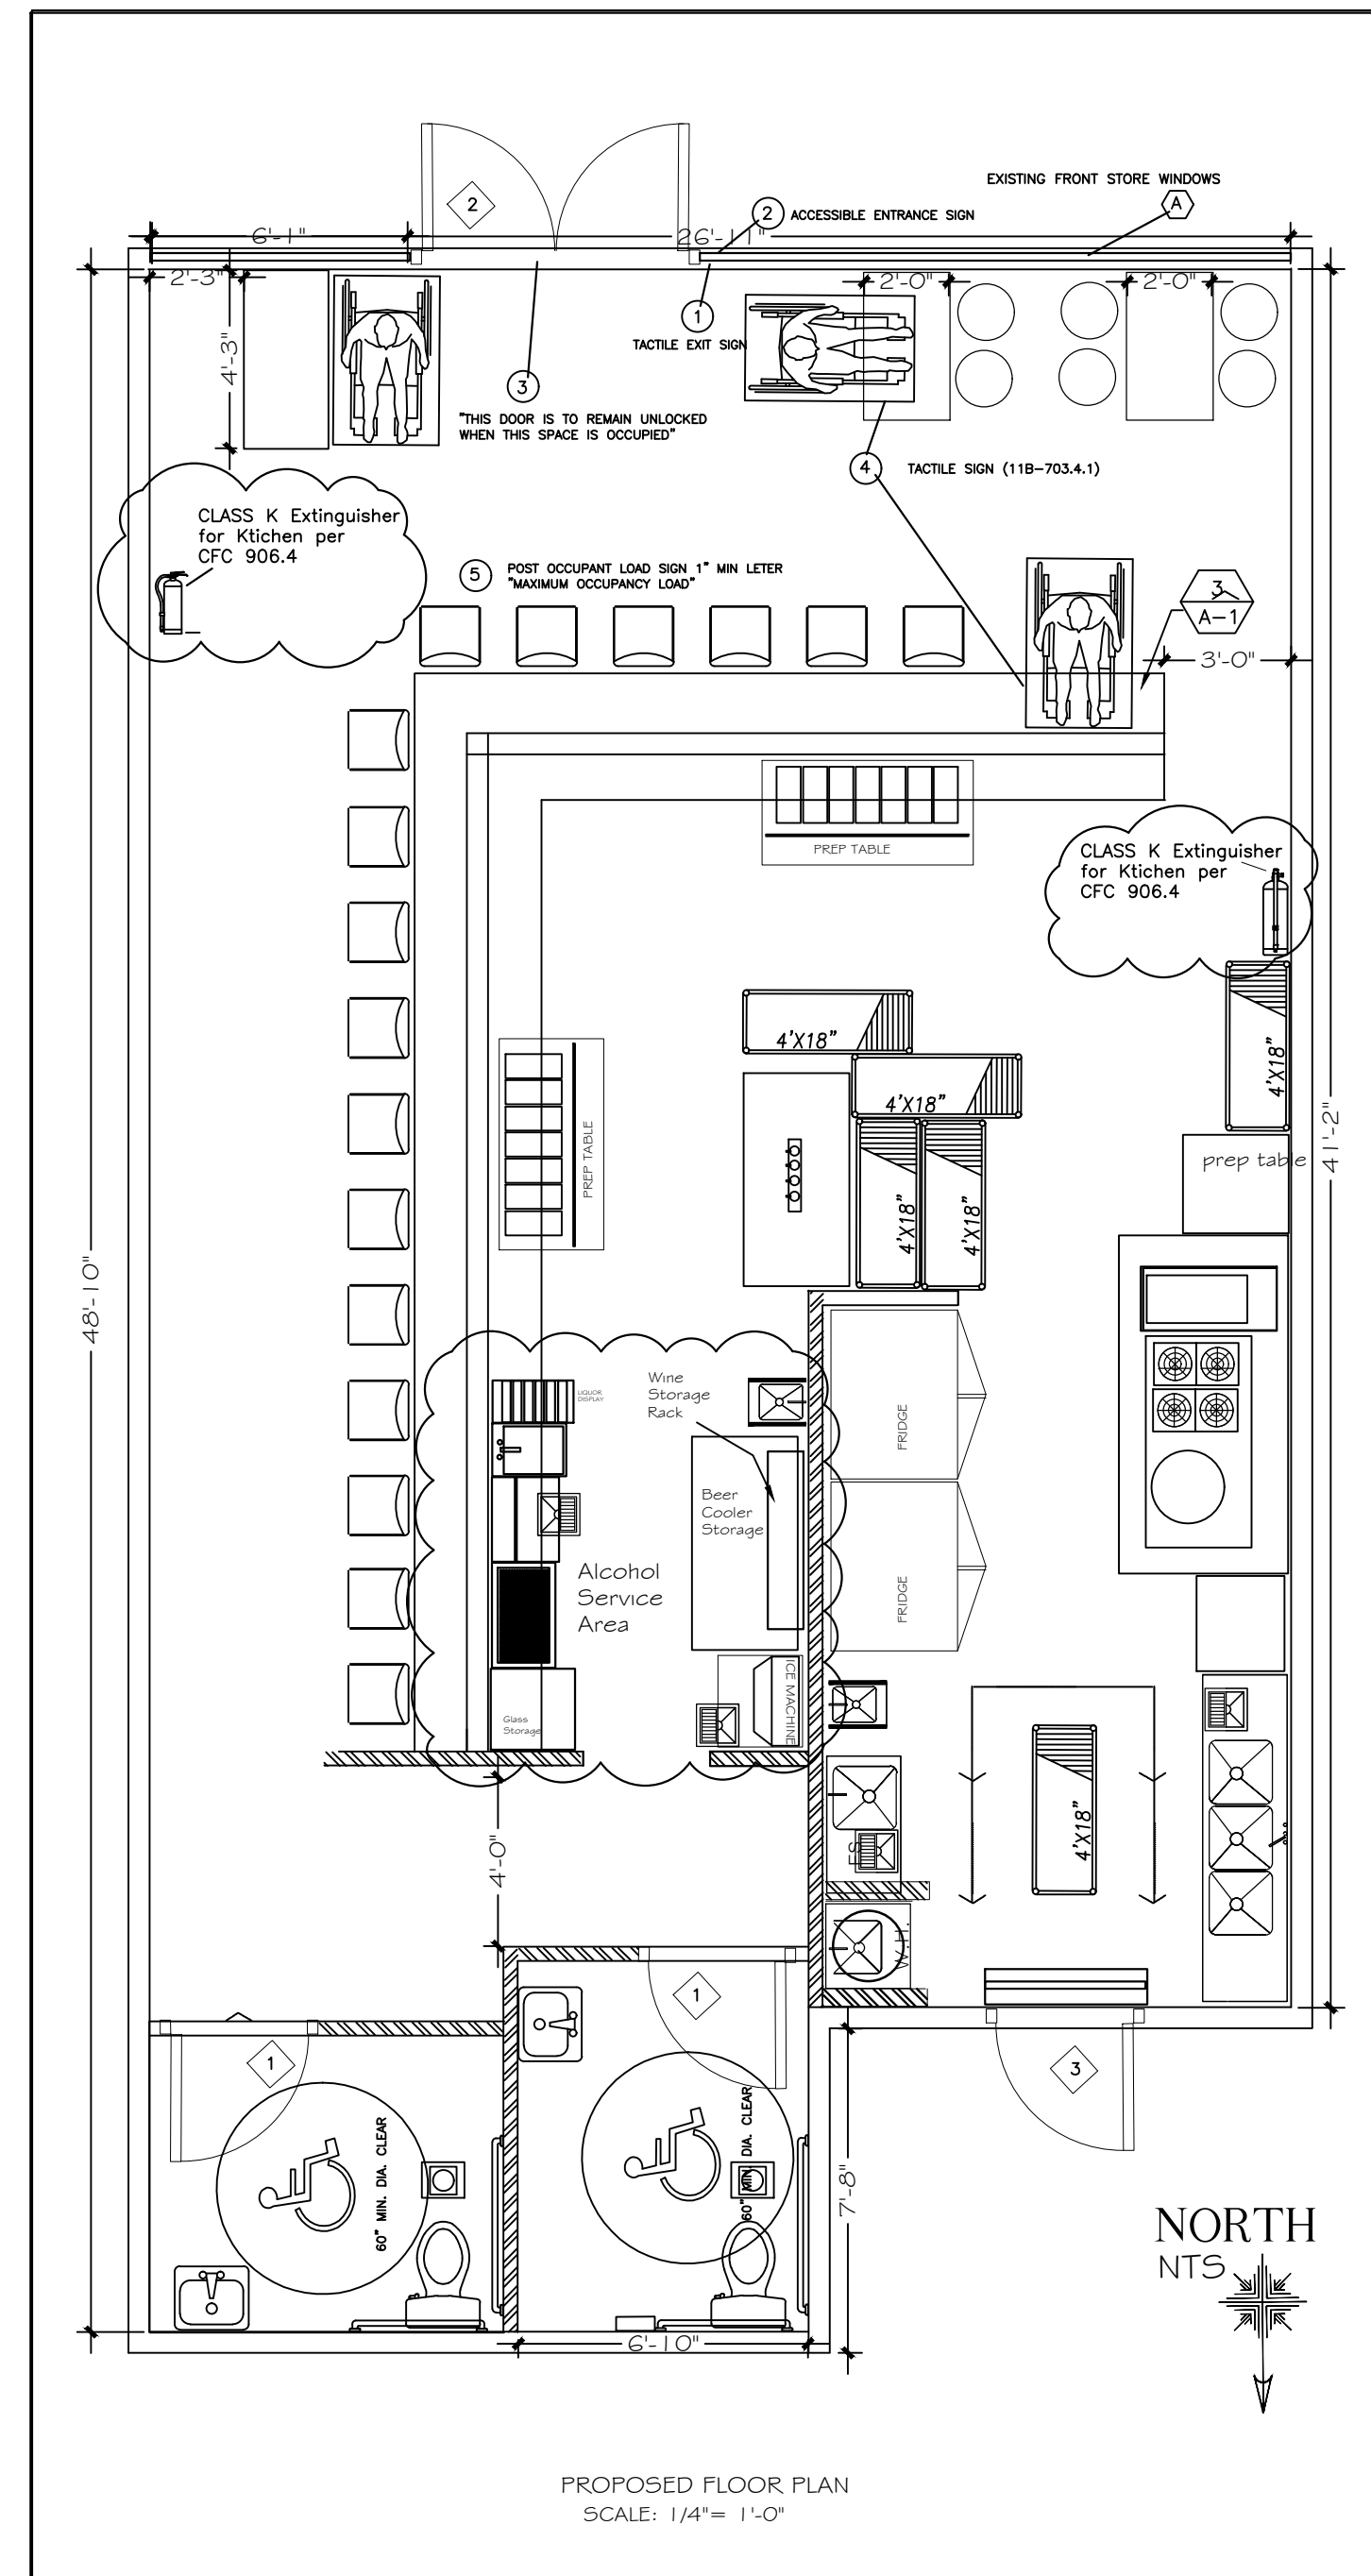 EXISTING FRONT STORE WINDOWS
A
2
2
ACCESSIBLE ENTRANCE SIGN
6'-1"
26'-11"
2'-3"
2'-0"
2'-0"
1
TACTILE EXIT SIGN
4'-3"
3
"THIS DOOR IS TO REMAIN UNLOCKED
WHEN THIS SPACE IS OCCUPIED"
4
TACTILE SIGN (11B-703.4.1)
CLASS K Extinguisher
for Ktichen per
CFC 906.4
5
POST OCCUPANT LOAD SIGN 1" MIN LETER
"MAXIMUM OCCUPANCY LOAD"
3
A-1
3'-0"
PREP TABLE
CLASS K Extinguisher
for Ktichen per
CFC 906.4
4'X18"
4'X18"
4'X18"
PREP TABLE
prep table
41'-2"
4'X18"
4'X18"
48'-10"
LIQUOR
DISPLAY
Wine
Storage
Rack
FRIDGE
Beer
Cooler
Storage
Alcohol
Service
Area
FRIDGE
ICE MACHINE
Glass
Storage
4'X18"
4'-0"
FS
W.H.
1
1
3
60" MIN. DIA. CLEAR
60" MIN. DIA. CLEAR
7'-8"
NORTH
NTS
6'-10"
PROPOSED FLOOR PLAN
SCALE: 1/4"= 1'-0"